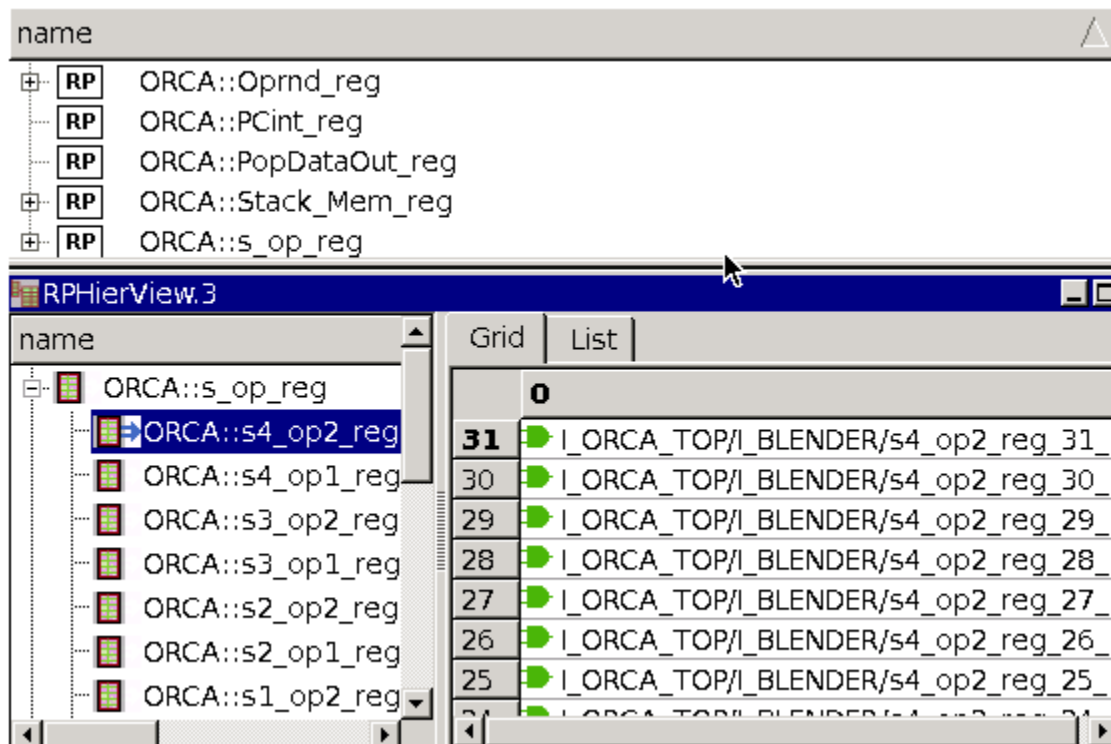 name
RP ORCA::Oprnd_reg
RP ORCA::PCint_reg
RP ORCA::PopDataOut_reg
RP ORCA::Stack_Mem_reg
RP ORCA::s_op_reg
RPHierView.3
name
ORCA::s_op_reg
ORCA::s4_op2_reg
ORCA::s4_op1_reg
ORCA::s3_op2_reg
ORCA::s3_op1_reg
ORCA::s2_op2_reg
ORCA::s2_op1_reg
ORCA::s1_op2_reg
Grid List
0
31 I_ORCA_TOP/I_BLENDER/s4_op2_reg_31_
30 I_ORCA_TOP/I_BLENDER/s4_op2_reg_30_
29 I_ORCA_TOP/I_BLENDER/s4_op2_reg_29_
28 I_ORCA_TOP/I_BLENDER/s4_op2_reg_28_
27 I_ORCA_TOP/I_BLENDER/s4_op2_reg_27_
26 I_ORCA_TOP/I_BLENDER/s4_op2_reg_26_
25 I_ORCA_TOP/I_BLENDER/s4_op2_reg_25_